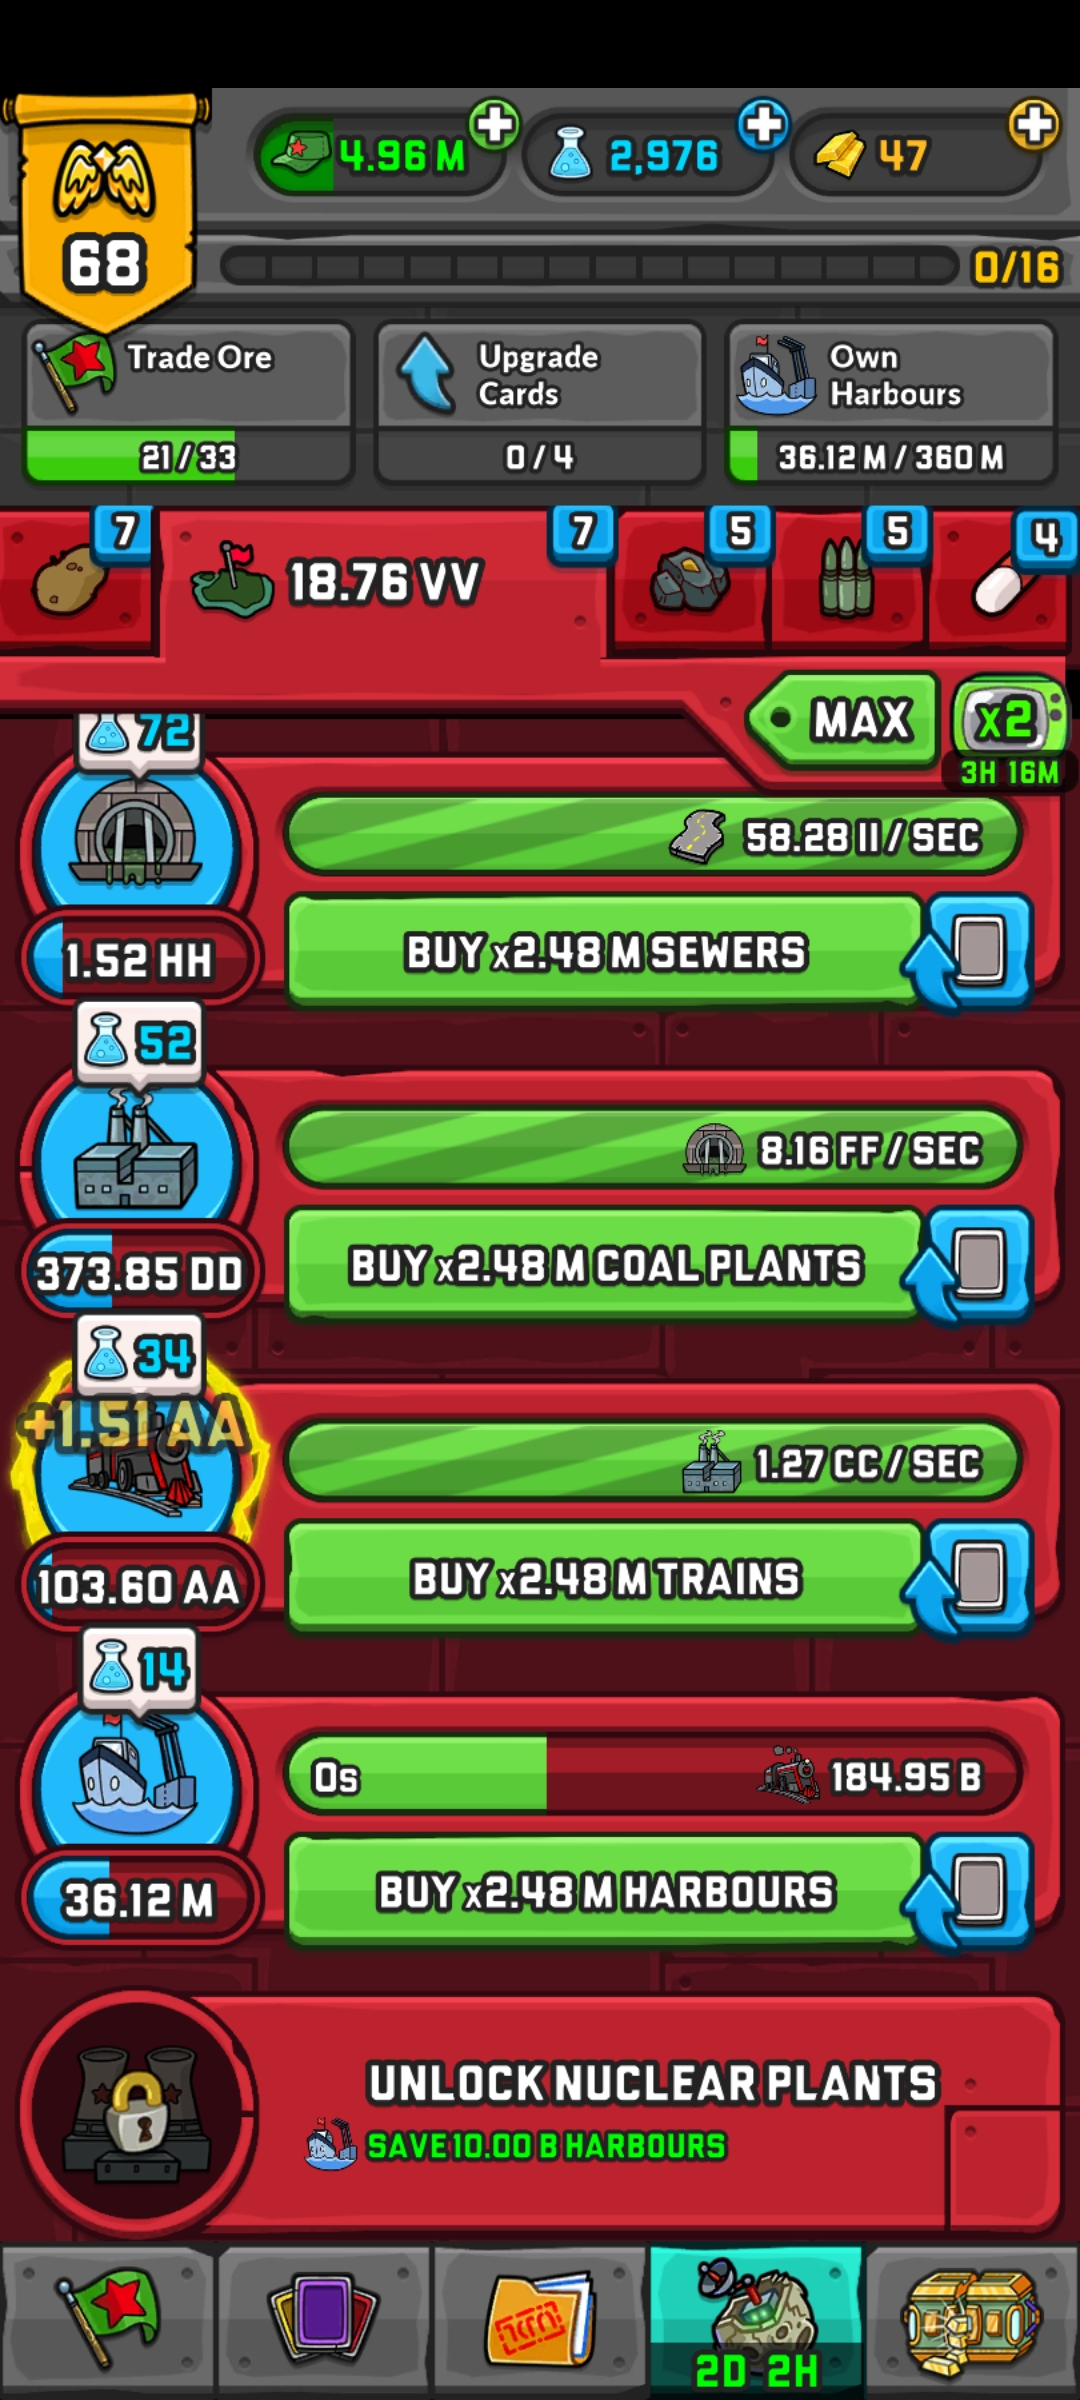 4.96 M
2,976
47
68
0/16
Trade Ore
21/33
Upgrade
Cards
0/4
Own
Harbours
36.12 M/360 M
7
18.76 VV
7
5
5
4
MAX
x2
3H 16M
72
58.28 II/SEC
1.52 HH
BUY x2.48 M SEWERS
52
8.16 FF/SEC
373.85 DD
BUY x2.48 M COAL PLANTS
34
+1.51 AA
1.27 CC/SEC
103.60 AA
BUY x2.48 M TRAINS
14
0s
184.95 B
36.12 M
BUY x2.48 M HARBOURS
UNLOCK NUCLEAR PLANTS
SAVE 10.00 B HARBOURS
2D 2H